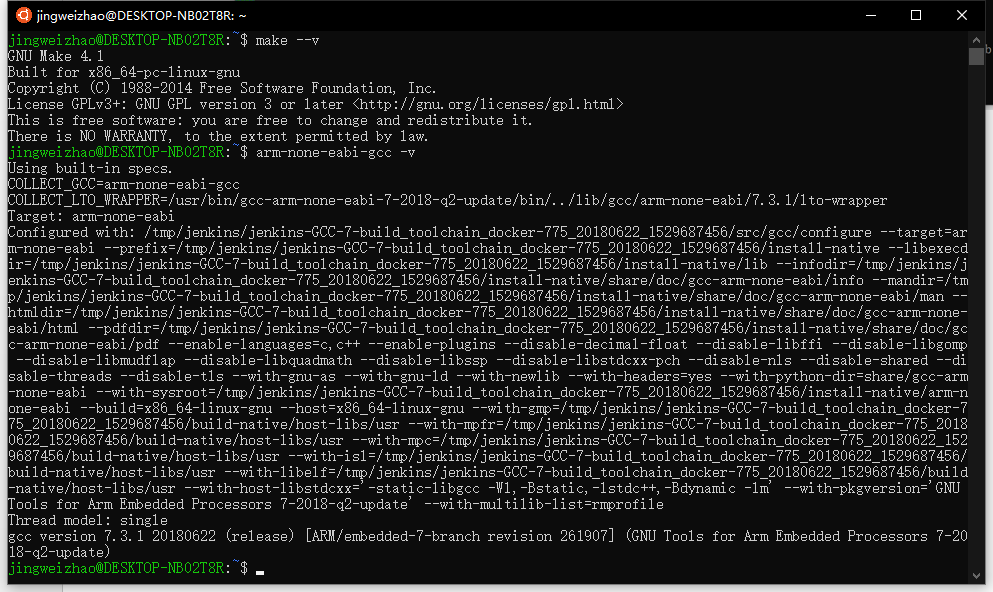 jingweizhao@DESKTOP-NB02T8R: ~
jingweizhao@DESKTOP-NB02T8R:~$ make --v
GNU Make 4.1
Built for x86_64-pc-linux-gnu
Copyright (C) 1988-2014 Free Software Foundation, Inc.
License GPLv3+: GNU GPL version 3 or later <http://gnu.org/licenses/gpl.html>
This is free software: you are free to change and redistribute it.
There is NO WARRANTY, to the extent permitted by law.
jingweizhao@DESKTOP-NB02T8R:~$ arm-none-eabi-gcc -v
Using built-in specs.
COLLECT_GCC=arm-none-eabi-gcc
COLLECT_LTO_WRAPPER=/usr/bin/gcc-arm-none-eabi-7-2018-q2-update/bin/../lib/gcc/arm-none-eabi/7.3.1/lto-wrapper
Target: arm-none-eabi
Configured with: /tmp/jenkins/jenkins-GCC-7-build_toolchain_docker-775_20180622_1529687456/src/gcc/configure --target=ar
m-none-eabi --prefix=/tmp/jenkins/jenkins-GCC-7-build_toolchain_docker-775_20180622_1529687456/install-native --libexecd
ir=/tmp/jenkins/jenkins-GCC-7-build_toolchain_docker-775_20180622_1529687456/install-native/lib --infodir=/tmp/jenkins/j
enkins-GCC-7-build_toolchain_docker-775_20180622_1529687456/install-native/share/doc/gcc-arm-none-eabi/info --mandir=/tm
p/jenkins/jenkins-GCC-7-build_toolchain_docker-775_20180622_1529687456/install-native/share/doc/gcc-arm-none-eabi/man --
htmldir=/tmp/jenkins/jenkins-GCC-7-build_toolchain_docker-775_20180622_1529687456/install-native/share/doc/gcc-arm-none-
eabi/html --pdfdir=/tmp/jenkins/jenkins-GCC-7-build_toolchain_docker-775_20180622_1529687456/install-native/share/doc/gc
c-arm-none-eabi/pdf --enable-languages=c,c++ --enable-plugins --disable-decimal-float --disable-libffi --disable-libgomp
 --disable-libmudflap --disable-libquadmath --disable-libssp --disable-libstdcxx-pch --disable-nls --disable-shared --di
sable-threads --disable-tls --with-gnu-as --with-gnu-ld --with-newlib --with-headers=yes --with-python-dir=share/gcc-arm
-none-eabi --with-sysroot=/tmp/jenkins/jenkins-GCC-7-build_toolchain_docker-775_20180622_1529687456/install-native/arm-n
one-eabi --build=x86_64-linux-gnu --host=x86_64-linux-gnu --with-gmp=/tmp/jenkins/jenkins-GCC-7-build_toolchain_docker-7
75_20180622_1529687456/build-native/host-libs/usr --with-mpfr=/tmp/jenkins/jenkins-GCC-7-build_toolchain_docker-775_2018
0622_1529687456/build-native/host-libs/usr --with-mpc=/tmp/jenkins/jenkins-GCC-7-build_toolchain_docker-775_20180622_152
9687456/build-native/host-libs/usr --with-isl=/tmp/jenkins/jenkins-GCC-7-build_toolchain_docker-775_20180622_1529687456/
build-native/host-libs/usr --with-libelf=/tmp/jenkins/jenkins-GCC-7-build_toolchain_docker-775_20180622_1529687456/build
-native/host-libs/usr --with-host-libstdcxx='-static-libgcc -Wl,-Bstatic,-lstdc++,-Bdynamic -lm' --with-pkgversion='GNU
Tools for Arm Embedded Processors 7-2018-q2-update' --with-multilib-list=rmprofile
Thread model: single
gcc version 7.3.1 20180622 (release) [ARM/embedded-7-branch revision 261907] (GNU Tools for Arm Embedded Processors 7-20
18-q2-update)
jingweizhao@DESKTOP-NB02T8R:~$